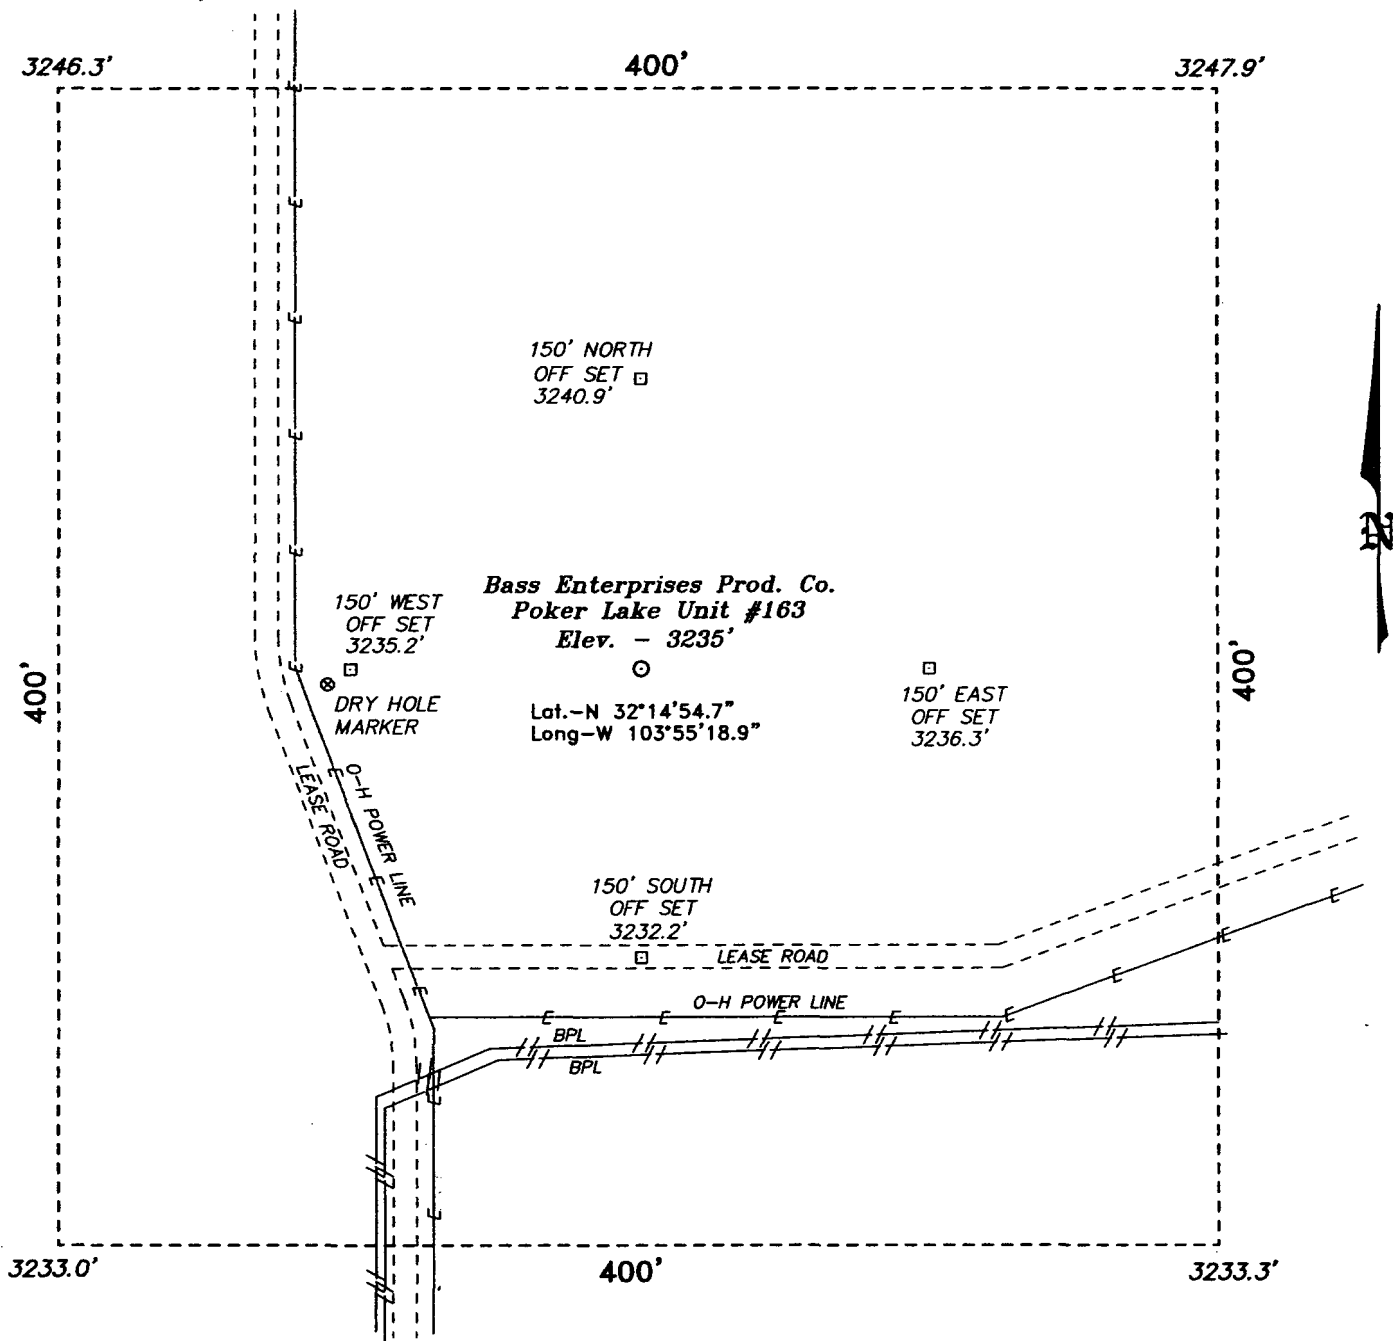 3246.3'
400'
3247.9'
150' NORTH
OFF SET
3240.9'
N
Bass Enterprises Prod. Co.
Poker Lake Unit #163
Elev. - 3235'
150' WEST
OFF SET
3235.2'
400'
400'
DRY HOLE
MARKER
Lat.-N 32°14'54.7"
Long-W 103°55'18.9"
150' EAST
OFF SET
3236.3'
O-H POWER LINE
LEASE ROAD
150' SOUTH
OFF SET
3232.2'
LEASE ROAD
O-H POWER LINE
BPL
BPL
3233.0'
400'
3233.3'